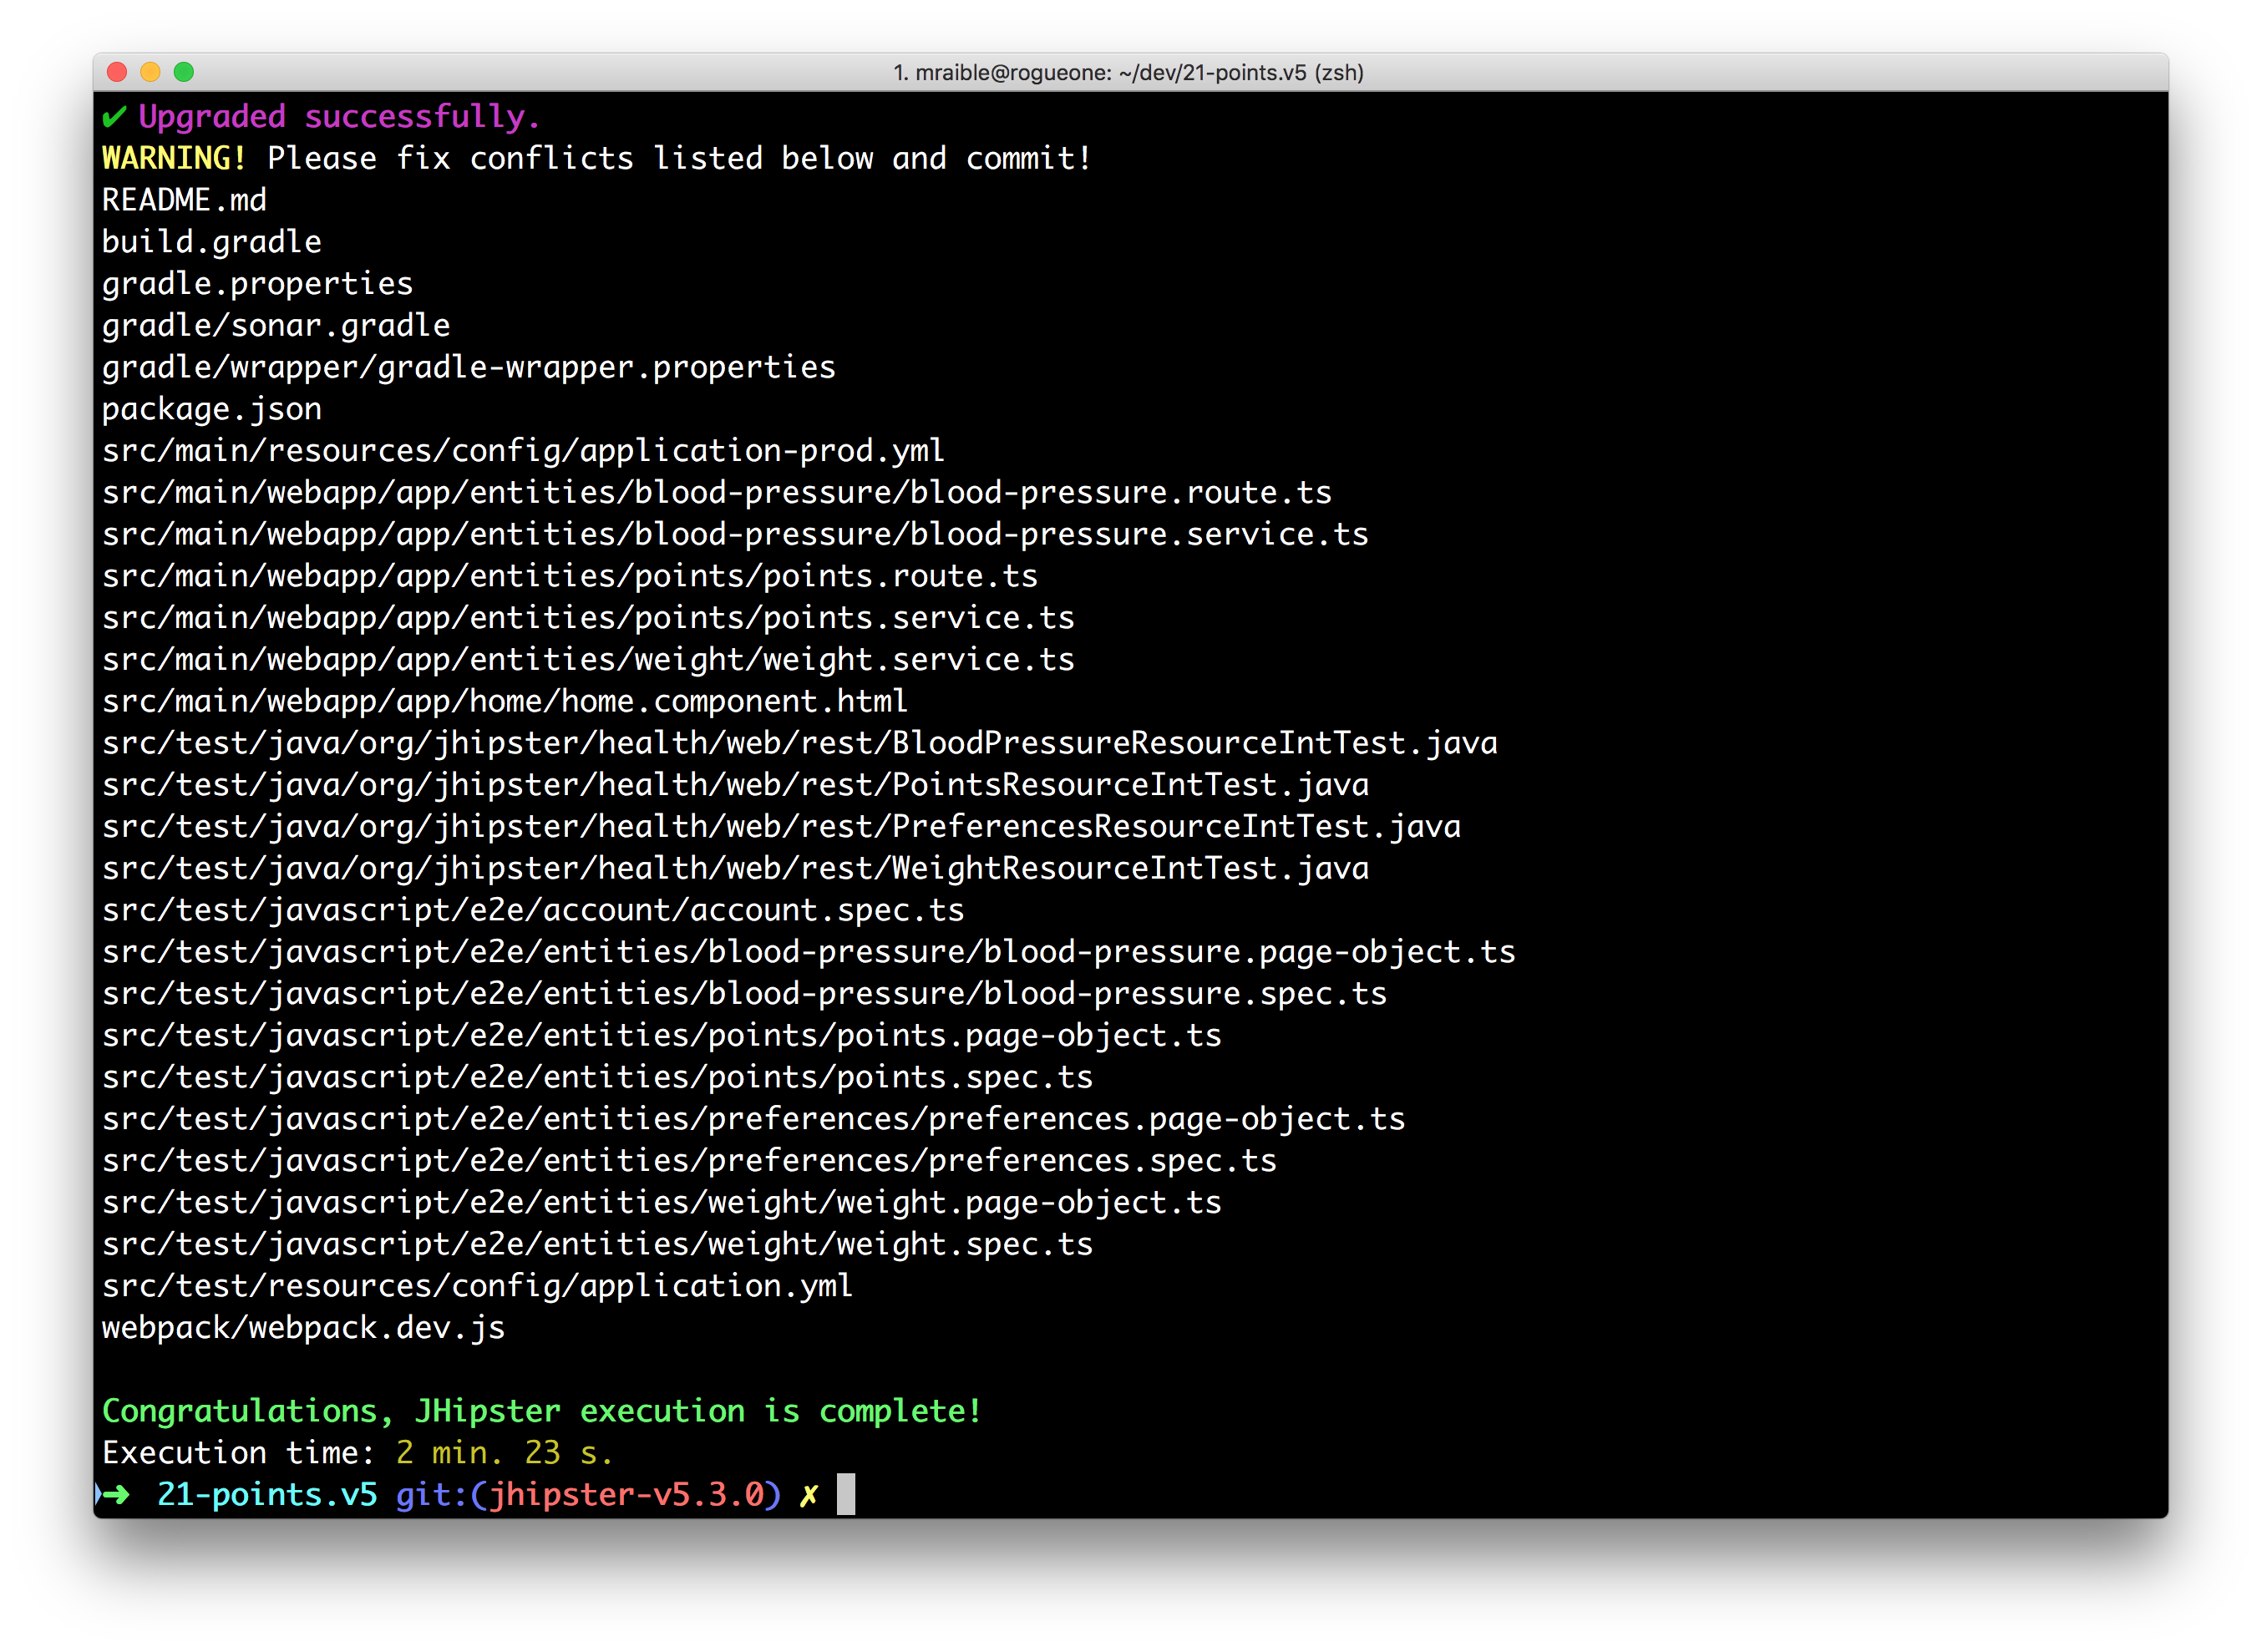 1. mraible@rogueone: ~/dev/21-points.v5 (zsh)
✔ Upgraded successfully.
WARNING! Please fix conflicts listed below and commit!
README.md
build.gradle
gradle.properties
gradle/sonar.gradle
gradle/wrapper/gradle-wrapper.properties
package.json
src/main/resources/config/application-prod.yml
src/main/webapp/app/entities/blood-pressure/blood-pressure.route.ts
src/main/webapp/app/entities/blood-pressure/blood-pressure.service.ts
src/main/webapp/app/entities/points/points.route.ts
src/main/webapp/app/entities/points/points.service.ts
src/main/webapp/app/entities/weight/weight.service.ts
src/main/webapp/app/home/home.component.html
src/test/java/org/jhipster/health/web/rest/BloodPressureResourceIntTest.java
src/test/java/org/jhipster/health/web/rest/PointsResourceIntTest.java
src/test/java/org/jhipster/health/web/rest/PreferencesResourceIntTest.java
src/test/java/org/jhipster/health/web/rest/WeightResourceIntTest.java
src/test/javascript/e2e/account/account.spec.ts
src/test/javascript/e2e/entities/blood-pressure/blood-pressure.page-object.ts
src/test/javascript/e2e/entities/blood-pressure/blood-pressure.spec.ts
src/test/javascript/e2e/entities/points/points.page-object.ts
src/test/javascript/e2e/entities/points/points.spec.ts
src/test/javascript/e2e/entities/preferences/preferences.page-object.ts
src/test/javascript/e2e/entities/preferences/preferences.spec.ts
src/test/javascript/e2e/entities/weight/weight.page-object.ts
src/test/javascript/e2e/entities/weight/weight.spec.ts
src/test/resources/config/application.yml
webpack/webpack.dev.js
Congratulations, JHipster execution is complete!
Execution time: 2 min. 23 s.
➜ 21-points.v5 git:(jhipster-v5.3.0) ✗